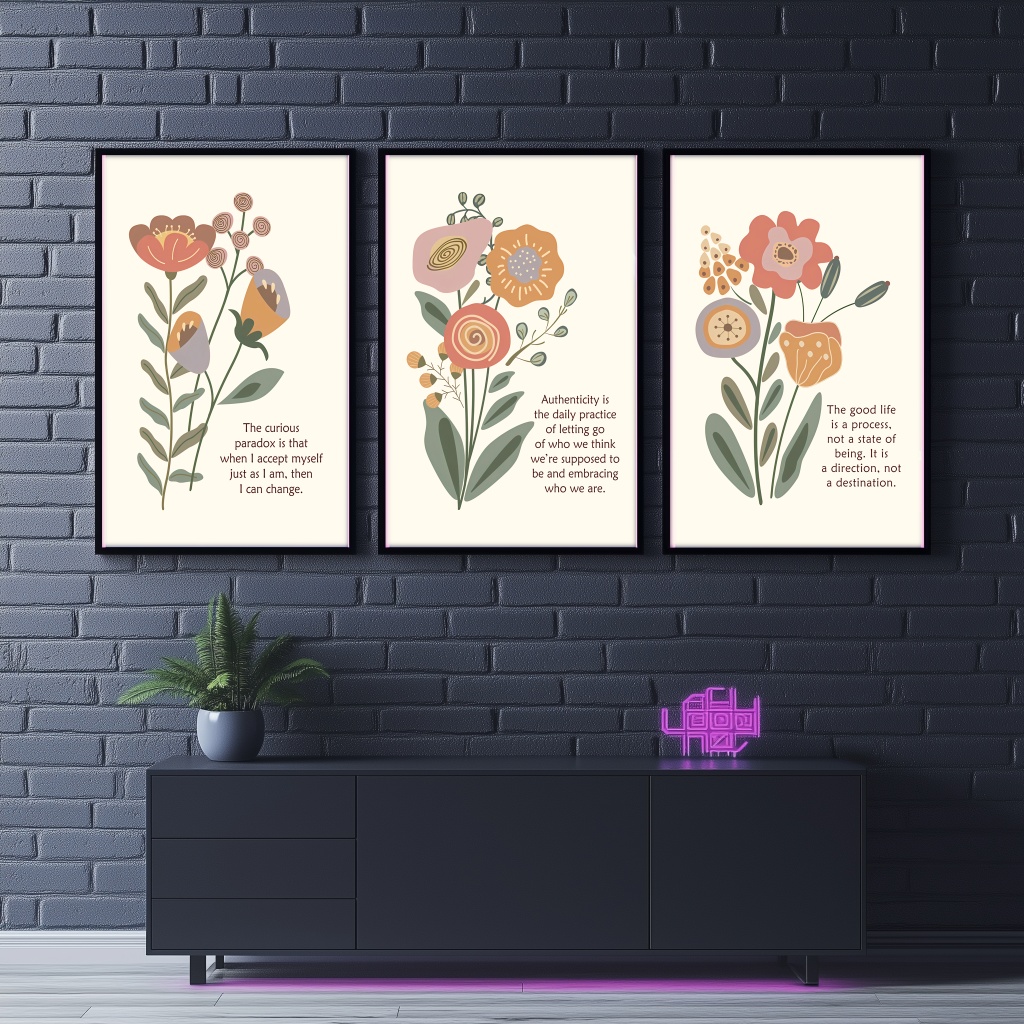 The curious
paradox is that
when I accept myself
just as I am, then
I can change.
Authenticity is
the daily practice
of letting go
of who we think
we're supposed to
be and embracing
who we are.
The good life
is a process,
not a state of
being. It is
a direction, not
a destination.